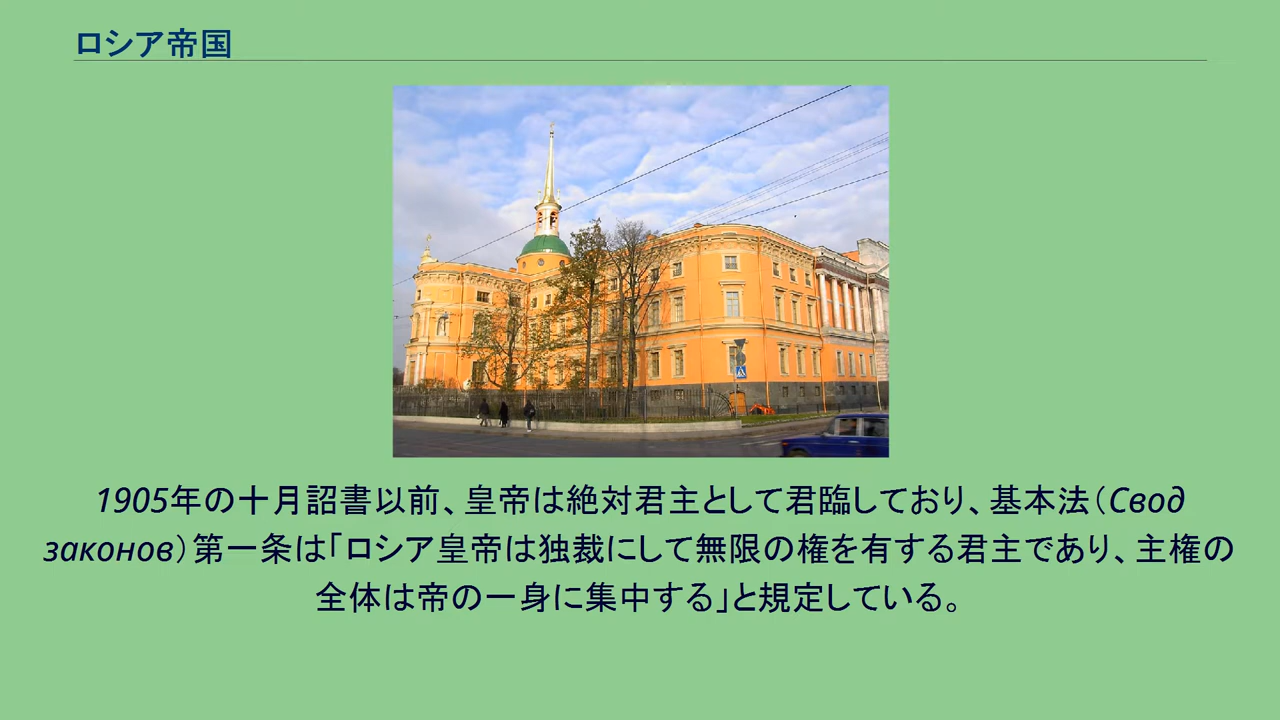 ロシア帝国
1905年の十月詔書以前、皇帝は絶対君主として君臨しており、基本法（Свод
законов）第一条は「ロシア皇帝は独裁にして無限の権を有する君主であり、主権の
全体は帝の一身に集中する」と規定している。